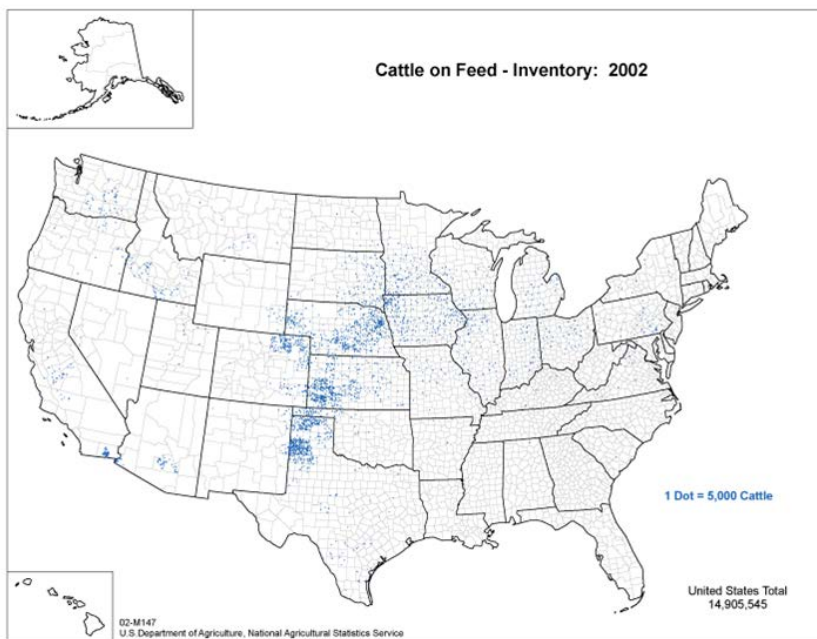 Cattle on Feed - Inventory: 2002
1 Dot = 5,000 Cattle
United States Total
14,905,545
02-M147
U.S.Department of Agriculture, National Agricultural Statistics Service